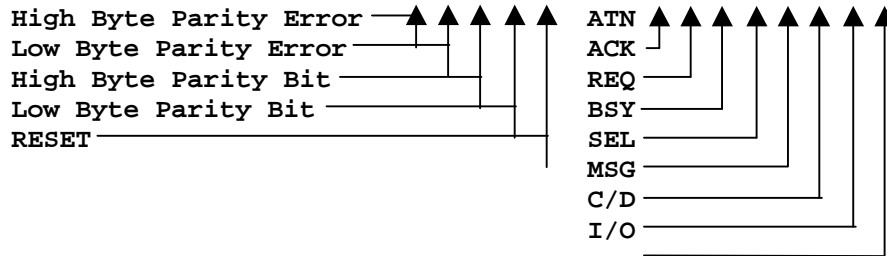 High Byte Parity Error
Low Byte Parity Error
High Byte Parity Bit
Low Byte Parity Bit
RESET
ATN
ACK
REQ
BSY
SEL
MSG
C/D
I/O